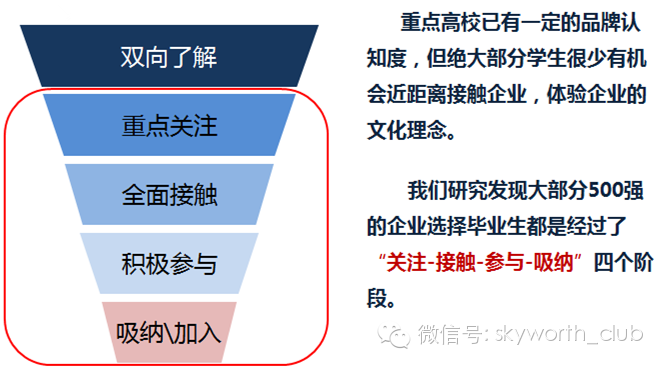 双向了解
重点关注
全面接触
积极参与
吸纳\加入
重点高校已有一定的品牌认
知度，但绝大部分学生很少有机
会近距离接触企业，体验企业的
文化理念。
我们研究发现大部分500强
的企业选择毕业生都是经过了
“关注-接触-参与-吸纳”四个阶
段。
微信号: skyworth_club